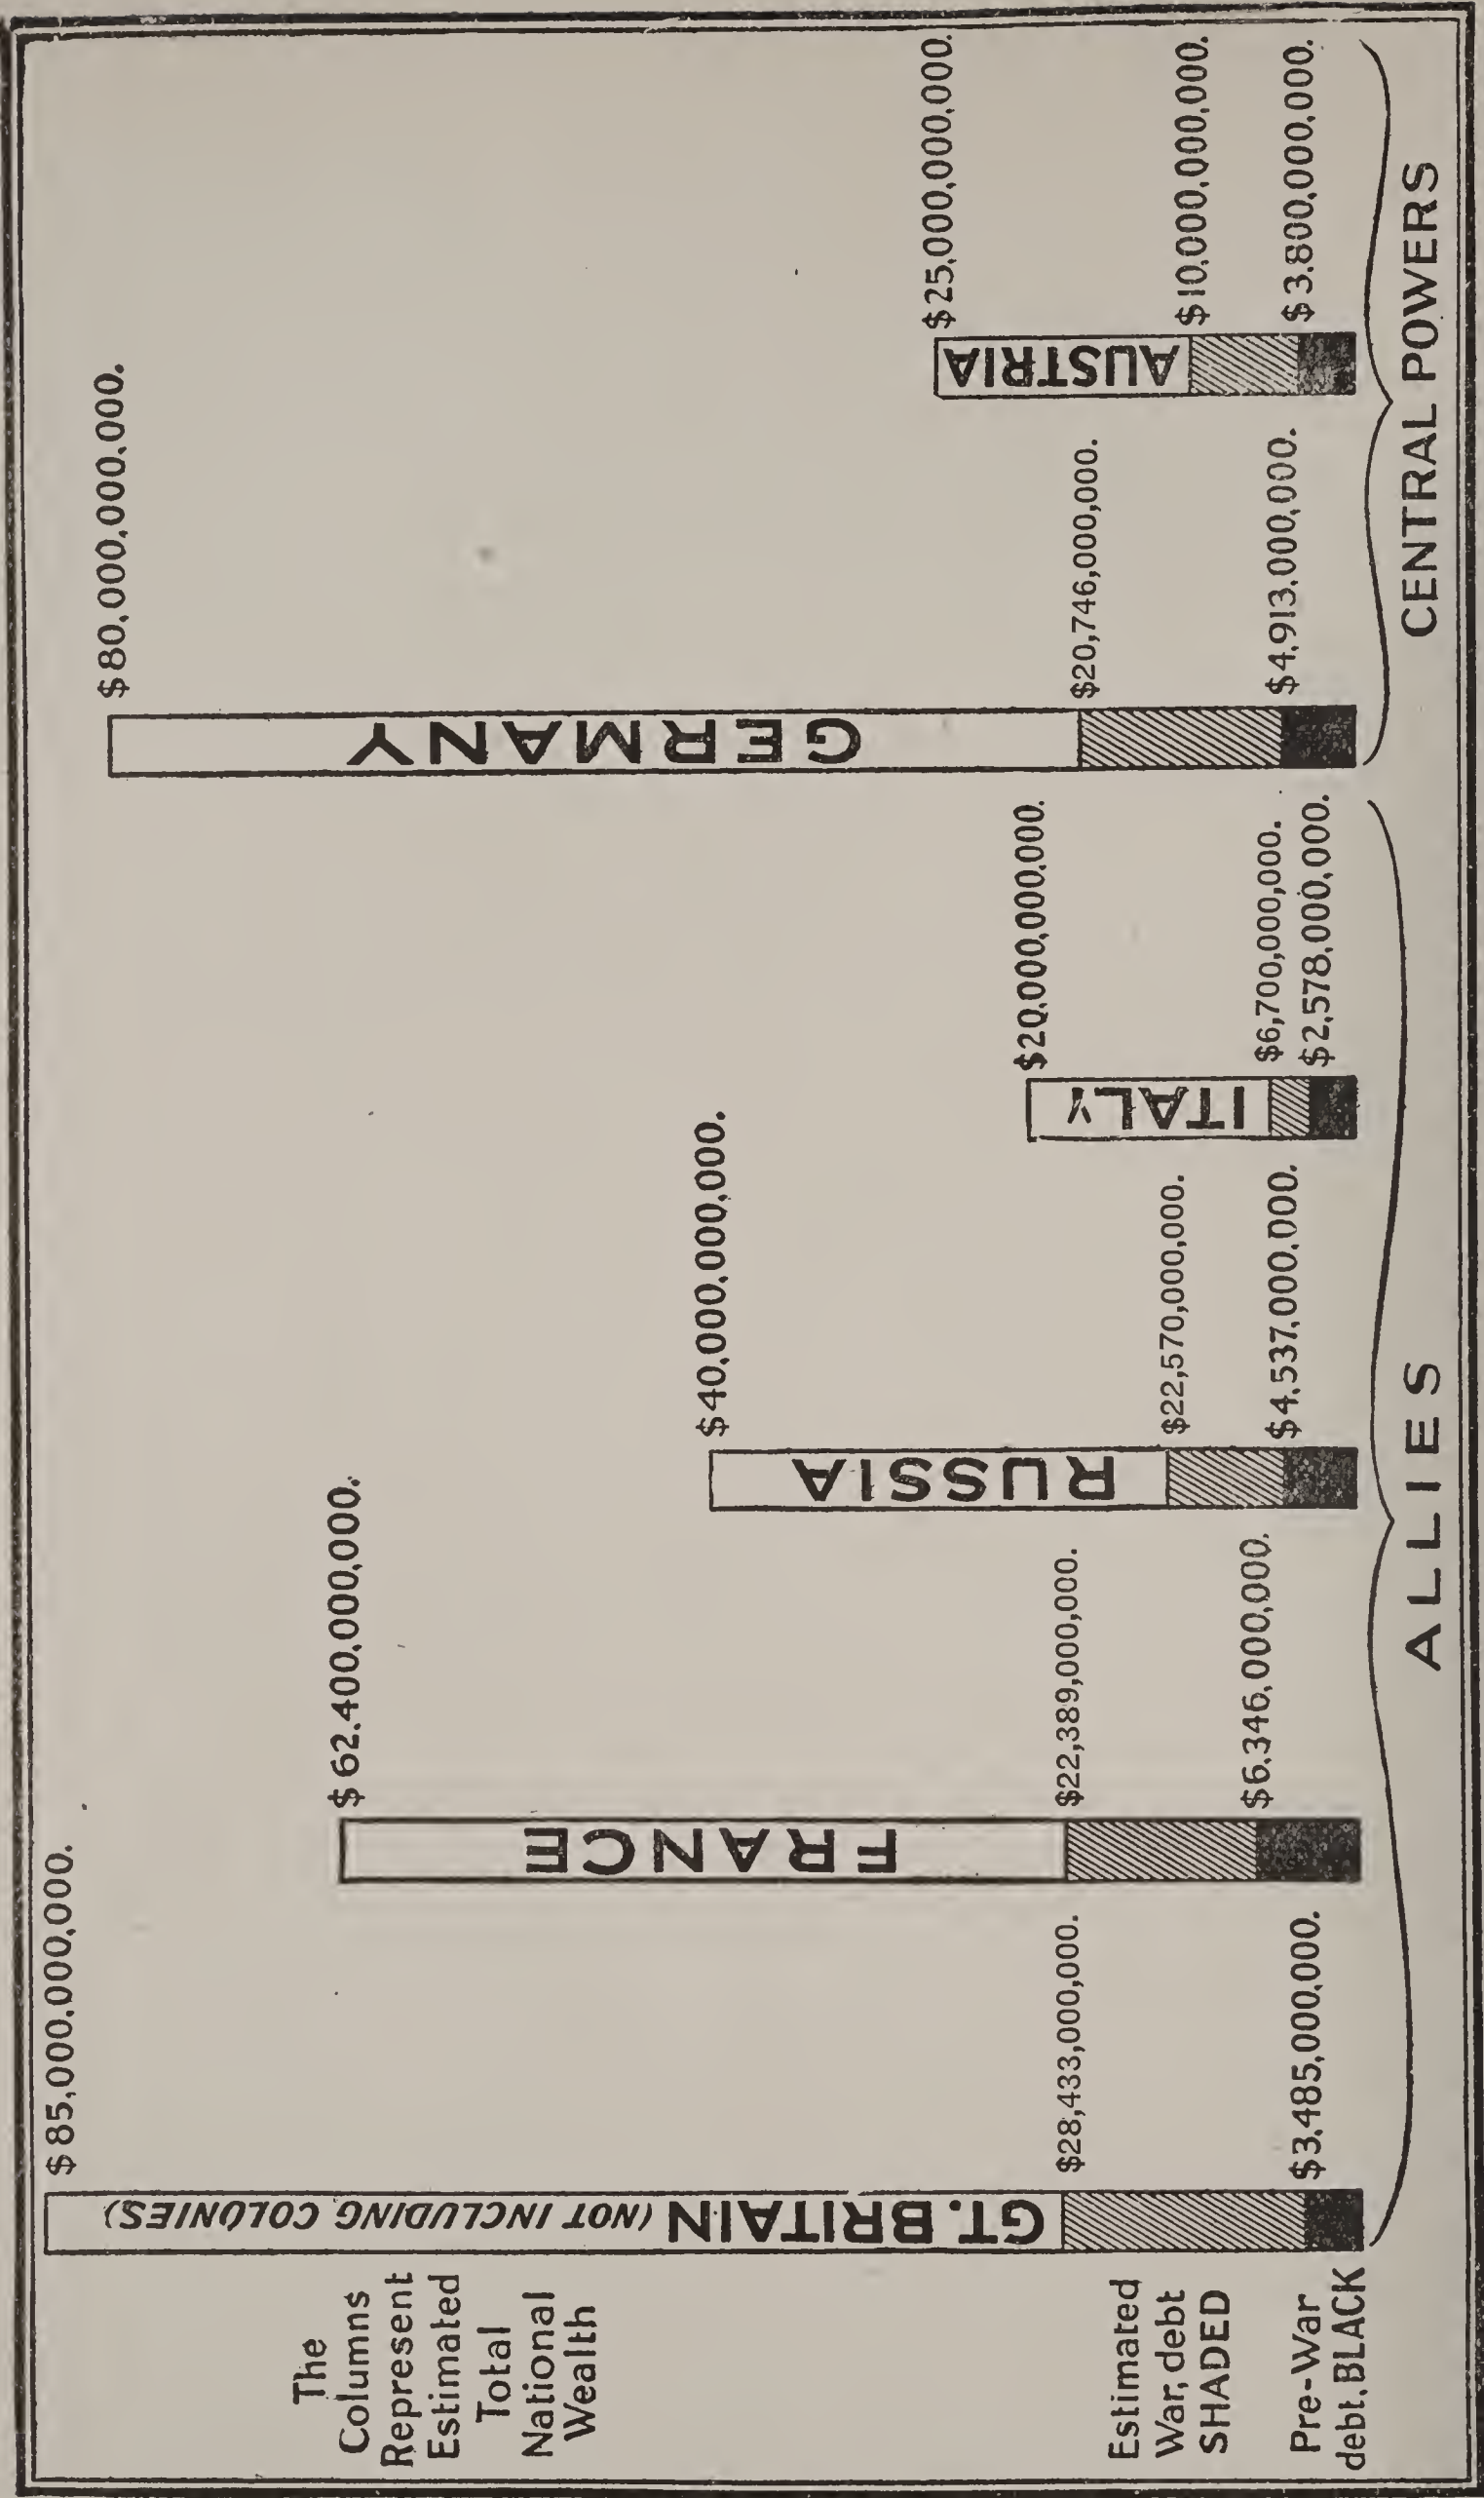 The
Columns
Represent
Estimated
Total
National
Wealth
Estimated
War, debt
SHADED
Pre-War
debt. BLACK
$85,000,000,000.
GT. BRITAIN (NOT INCLUDING COLONIES)
$28,433,000,000.
$3,485,000,000.
$62,400,000,000.
FRANCE
$22,389,000,000.
$6,346,000,000.
$40,000,000,000.
RUSSIA
$22,570,000,000.
$4,537,000,000.
$20,000,000,000.
ITALY
$6,700,000,000.
$2,578,000,000.
$80,000,000,000.
GERMANY
$20,746,000,000.
$4,913,000,000.
$25,000,000,000.
AUSTRIA
$10,000,000,000.
$3,800,000,000.
ALLIES
CENTRAL POWERS